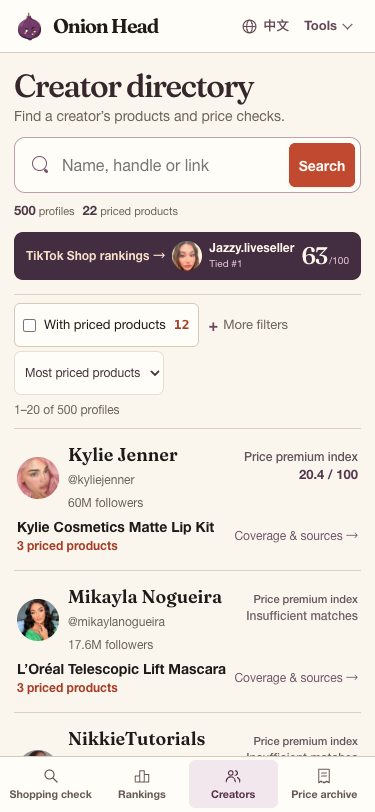 Onion Head
中文
Tools
Creator directory
Find a creator's products and price checks.
Name, handle or link
Search
500 profiles 22 priced products
TikTok Shop rankings →
Jazzy.liveseller
Tied #1
63/100
With priced products 12
+ More filters
Most priced products
1–20 of 500 profiles
Kylie Jenner
@kyliejenner
60M followers
Price premium index
20.4 / 100
Kylie Cosmetics Matte Lip Kit
3 priced products
Coverage & sources →
Mikayla Nogueira
@mikaylanogueira
17.6M followers
Price premium index
Insufficient matches
L'Oréal Telescopic Lift Mascara
3 priced products
Coverage & sources →
NikkieTutorials
Price premium index
Insufficient matches
Shopping check
Rankings
Creators
Price archive